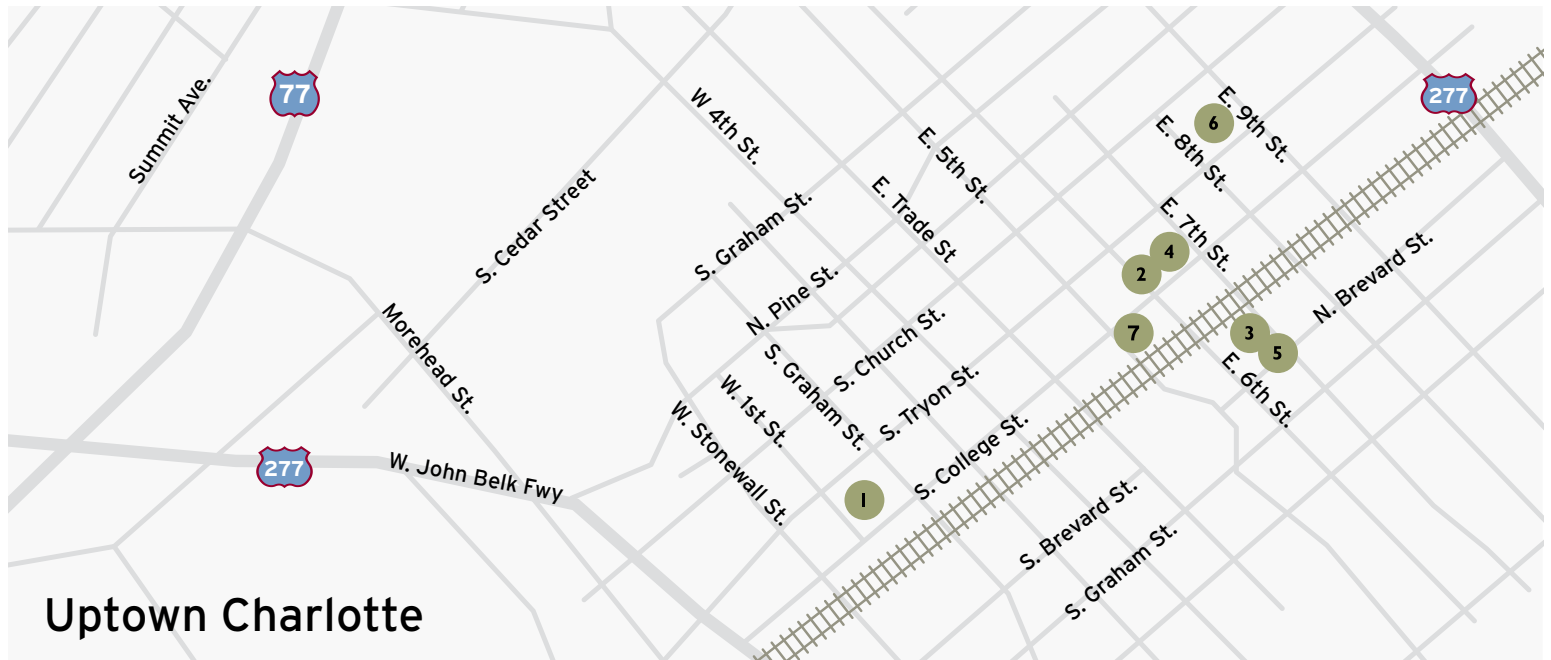 Summit Ave.
77
W 4th St.
E. 5th St.
E. 9th St.
277
6
E. 8th St.
S. Cedar Street
E. Trade St
S. Graham St.
E. 7th St.
4
2
N. Brevard St.
N. Pine St.
Morehead St.
S. Church St.
7
3
5
S. Graham St.
W. 1st St.
S. Tryon St.
E. 6th St.
W. Stonewall St.
S. College St.
277
W. John Belk Fwy
1
S. Brevard St.
S. Graham St.
Uptown Charlotte